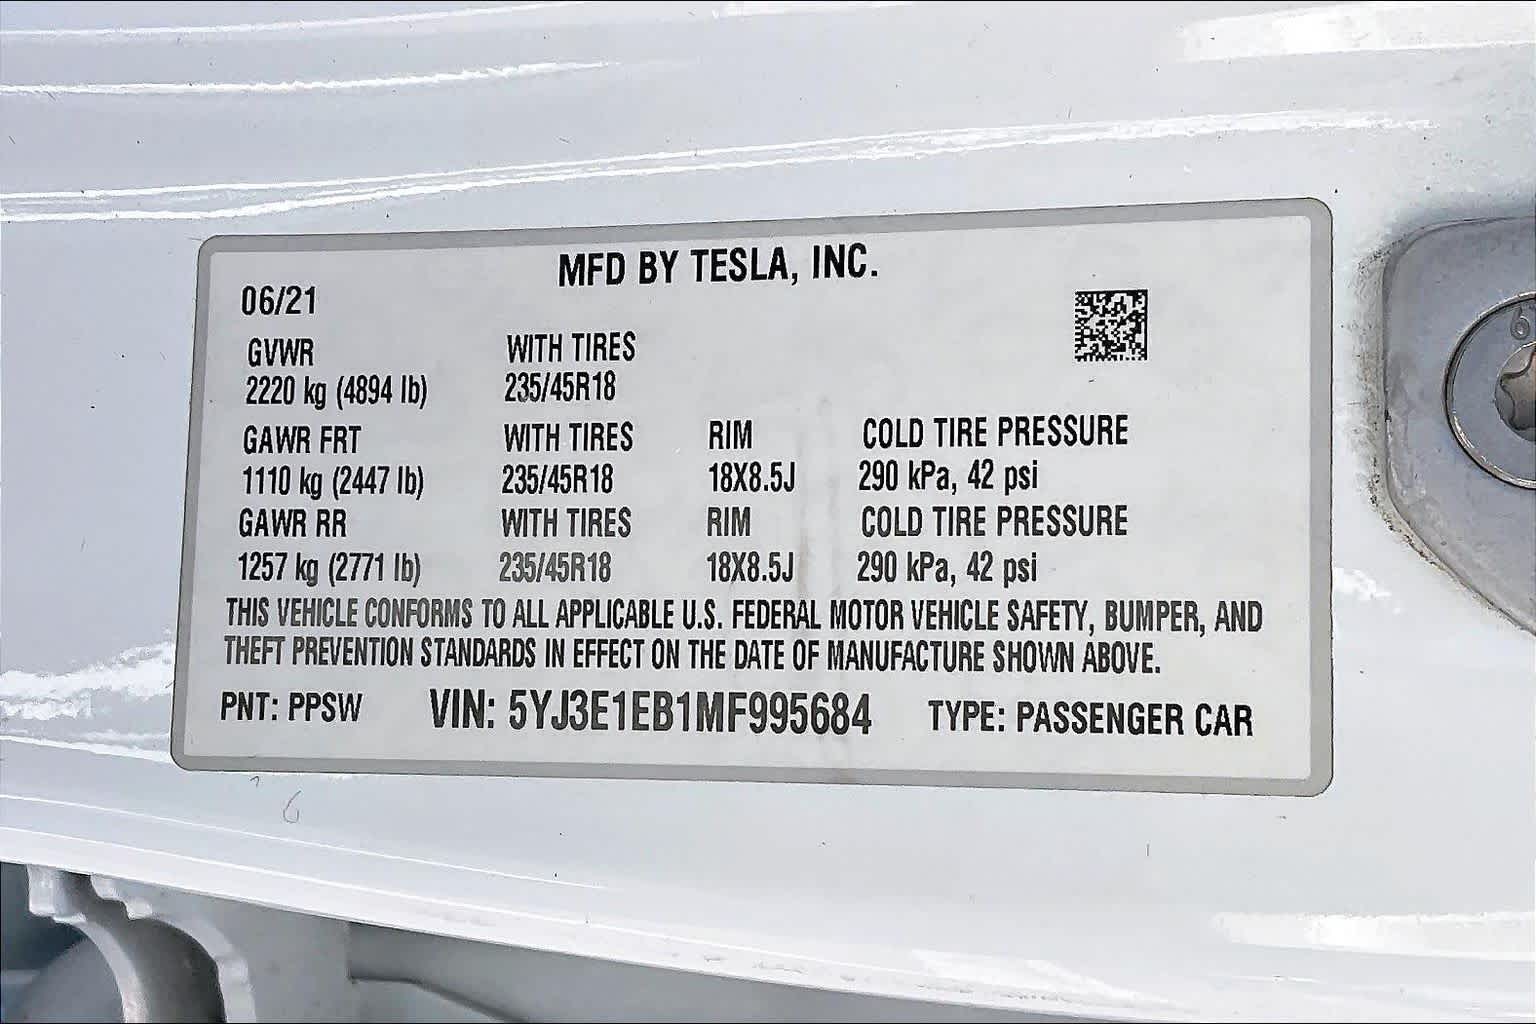 MFD BY TESLA, INC.
06/21
GVWR WITH TIRES
2220 kg (4894 lb) 235/45R18
GAWR FRT WITH TIRES RIM COLD TIRE PRESSURE
1110 kg (2447 lb) 235/45R18 18X8.5J 290 kPa, 42 psi
GAWR RR WITH TIRES RIM COLD TIRE PRESSURE
1257 kg (2771 lb) 235/45R18 18X8.5J 290 kPa, 42 psi
THIS VEHICLE CONFORMS TO ALL APPLICABLE U.S. FEDERAL MOTOR VEHICLE SAFETY, BUMPER, AND
THEFT PREVENTION STANDARDS IN EFFECT ON THE DATE OF MANUFACTURE SHOWN ABOVE.
PNT: PPSW VIN: 5YJ3E1EB1MF995684 TYPE: PASSENGER CAR